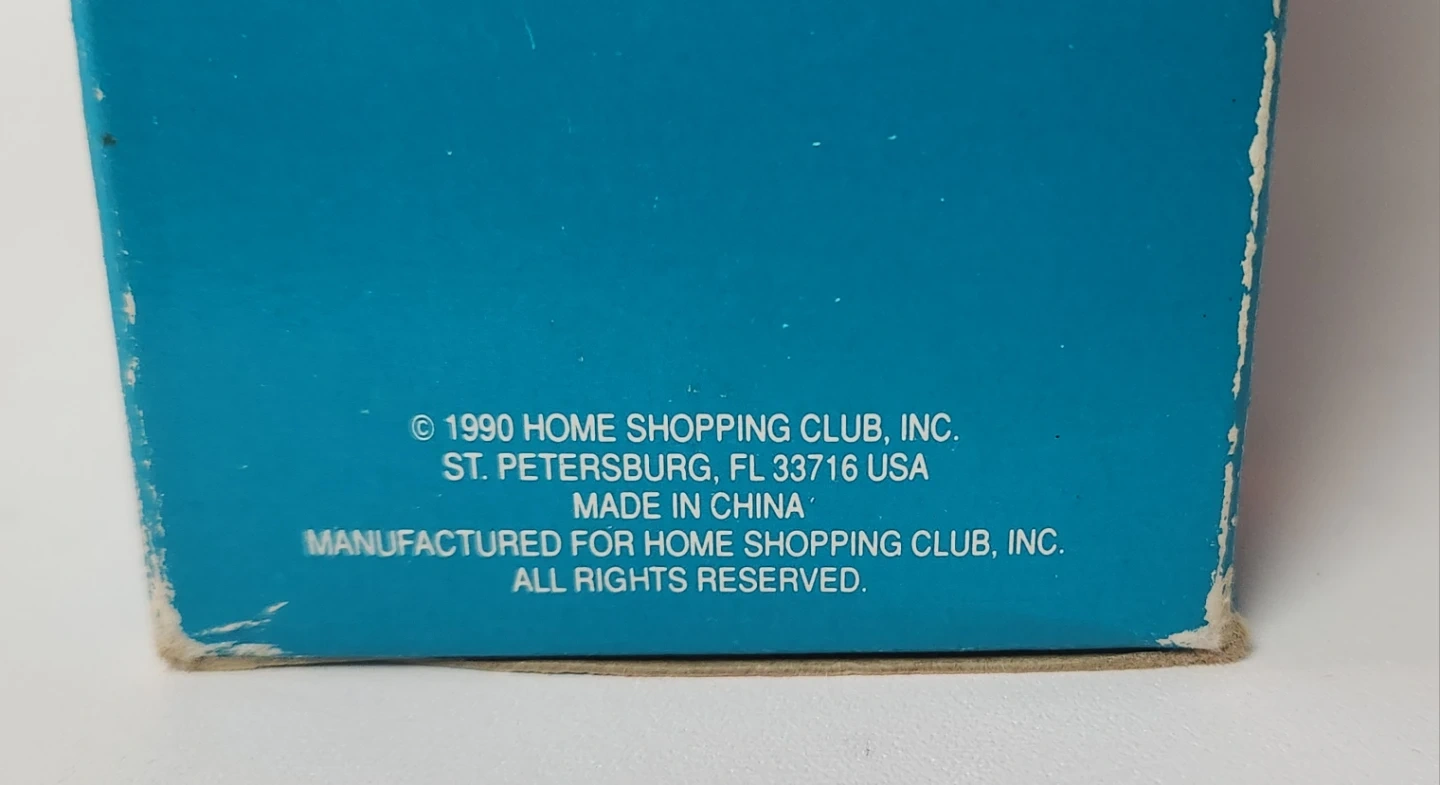 © 1990 HOME SHOPPING CLUB, INC.
ST. PETERSBURG, FL 33716 USA
MADE IN CHINA
MANUFACTURED FOR HOME SHOPPING CLUB, INC.
ALL RIGHTS RESERVED.